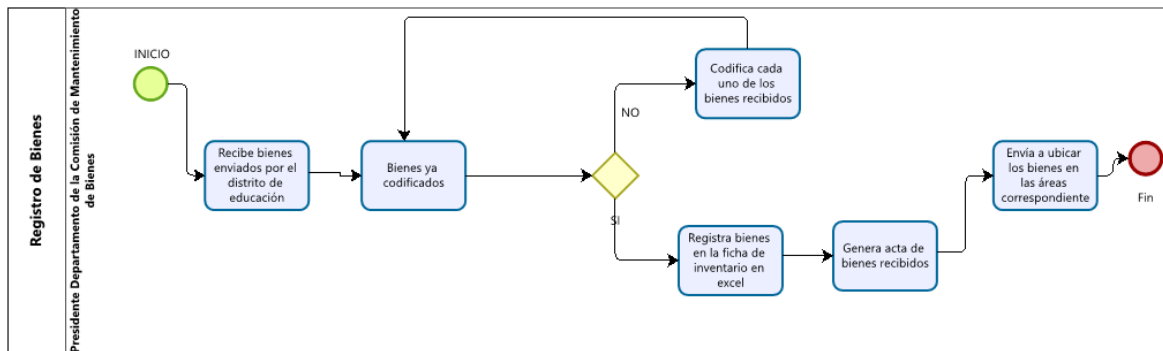 Registro de Bienes
Presidente Departamento de la Comisión de Mantenimiento
de Bienes
INICIO
Recibe bienes
enviados por el
distrito de
educación
Bienes ya
codificados
NO
Codifica cada
uno de los
bienes recibidos
SI
Registra bienes
en la ficha de
inventario en
excel
Genera acta de
bienes recibidos
Envía a ubicar
los bienes en
las áreas
correspondiente
Fin